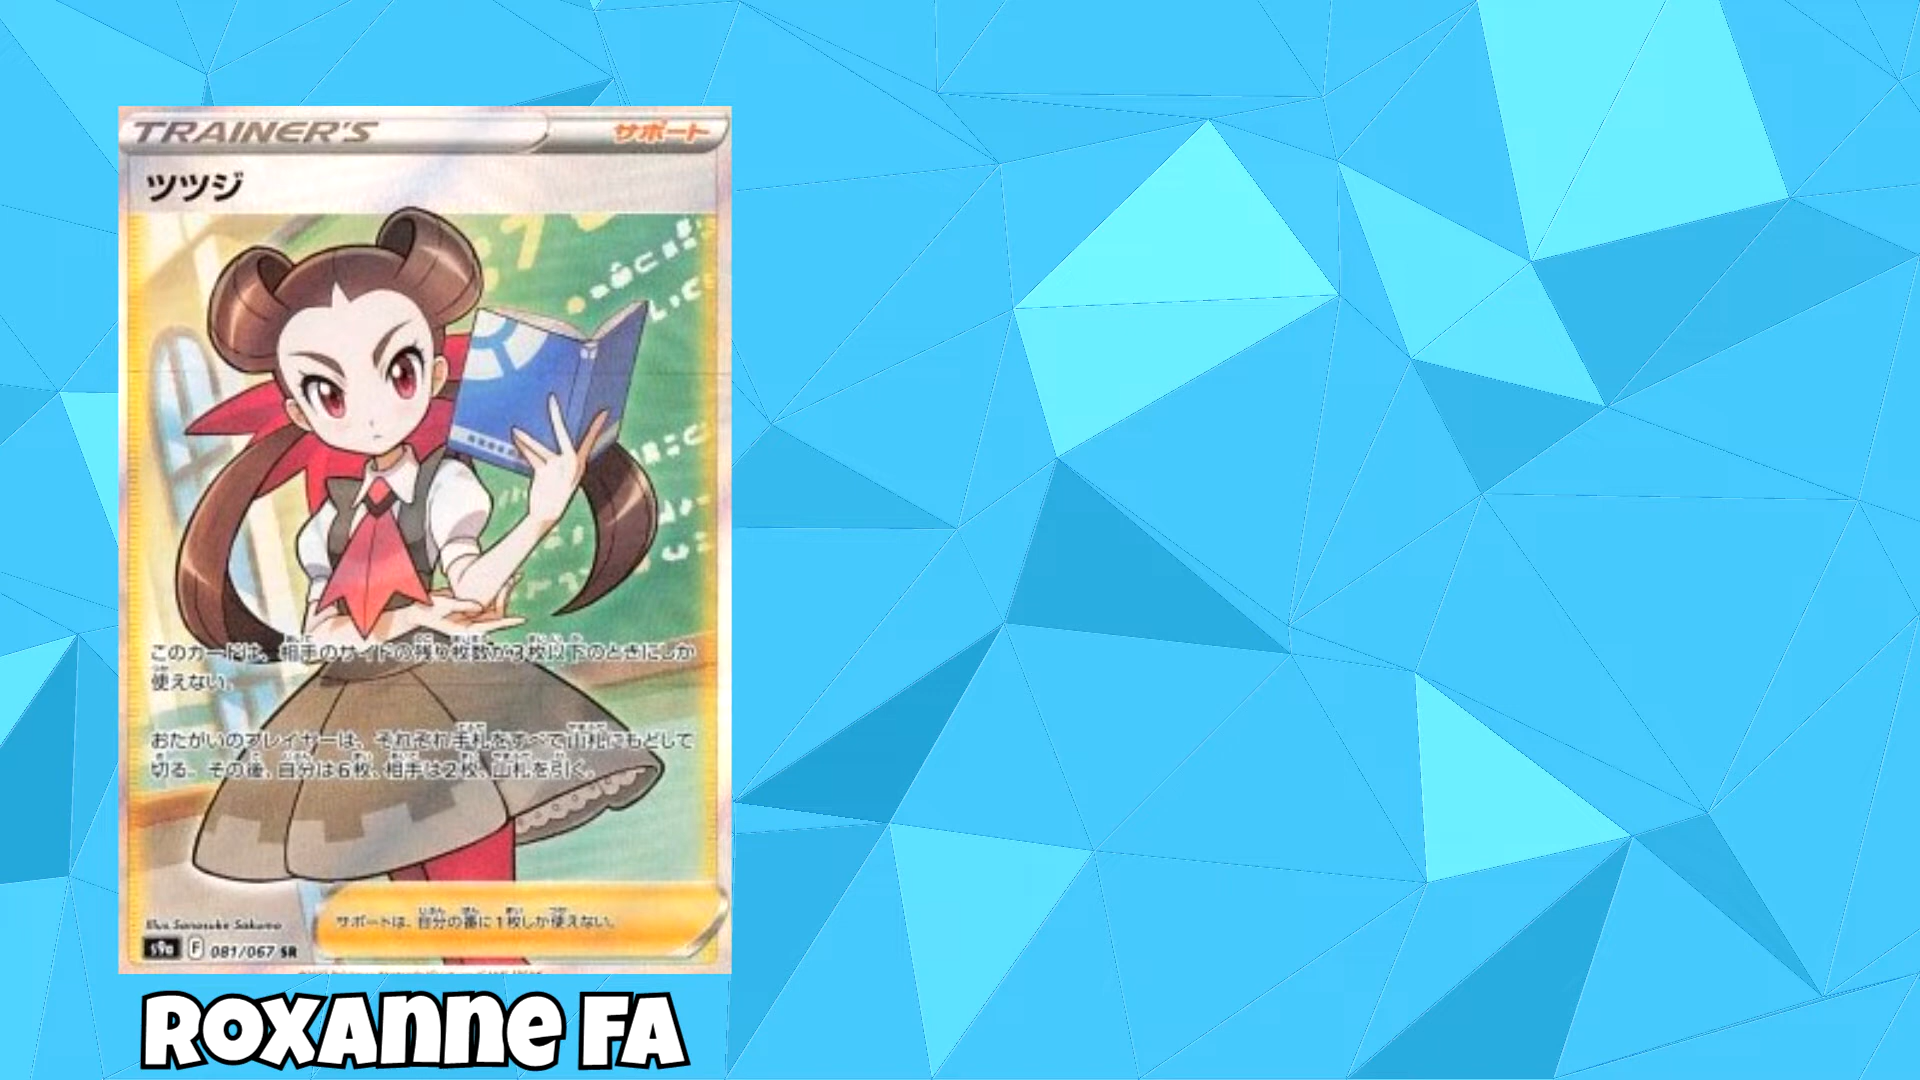 TRAINER'S
サポート
ツツジ
このカードは、相手のサイドの残り枚数が3枚以下のときにしか
使えない。
おたがいのプレイヤーは、それぞれ手札をすべて山札にもどして
切る。その後、自分は6枚、相手は2枚、山札を引く。
サポートは、自分の番に1枚しか使えない。
Illus. Sanosuke Sakuma
s9a F 081/067 SR
Roxanne FA